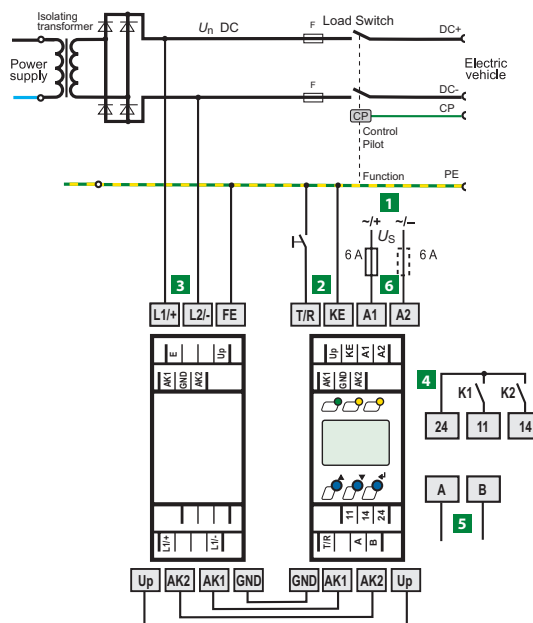 Isolating
transformer
Un DC
F
Load Switch
DC+
Power
supply
Electric
vehicle
F
DC-
CP
CP
Control
Pilot
Function
PE
1
~/+
~/–
US
6 A
6 A
3
2
6
L1/+
L2/-
FE
T/R
KE
A1
A2
E
Up
AK1
GND
AK2
Up
KE
A1
A2
AK1
GND
AK2
4
K1
K2
24
11
14
A
B
5
L1/+
L1/-
11
14
24
T/R
A
B
Up
AK2
AK1
GND
GND
AK1
AK2
Up